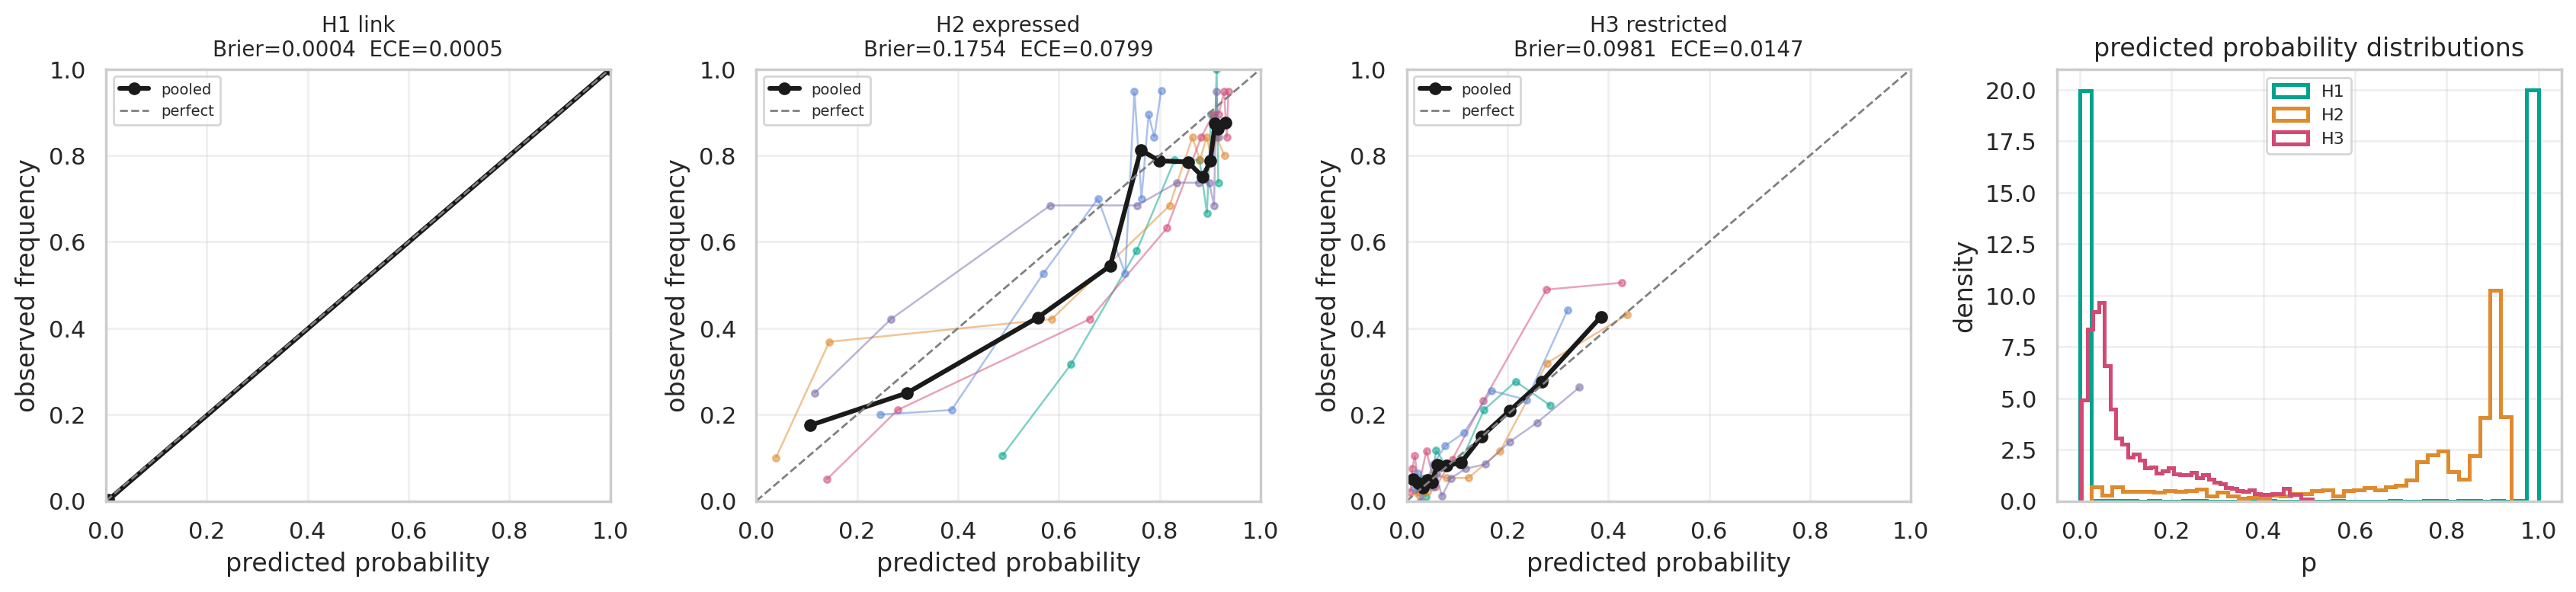 H1 link
Brier=0.0004  ECE=0.0005
pooled
perfect
1.0
0.8
0.6
0.4
0.2
0.0
observed frequency
0.0 0.2 0.4 0.6 0.8 1.0
predicted probability
H2 expressed
Brier=0.1754  ECE=0.0799
pooled
perfect
1.0
0.8
0.6
0.4
0.2
0.0
observed frequency
0.0 0.2 0.4 0.6 0.8 1.0
predicted probability
H3 restricted
Brier=0.0981  ECE=0.0147
pooled
perfect
1.0
0.8
0.6
0.4
0.2
0.0
observed frequency
0.0 0.2 0.4 0.6 0.8 1.0
predicted probability
predicted probability distributions
H1
H2
H3
20.0
17.5
15.0
12.5
10.0
7.5
5.0
2.5
0.0
density
0.0 0.2 0.4 0.6 0.8 1.0
p